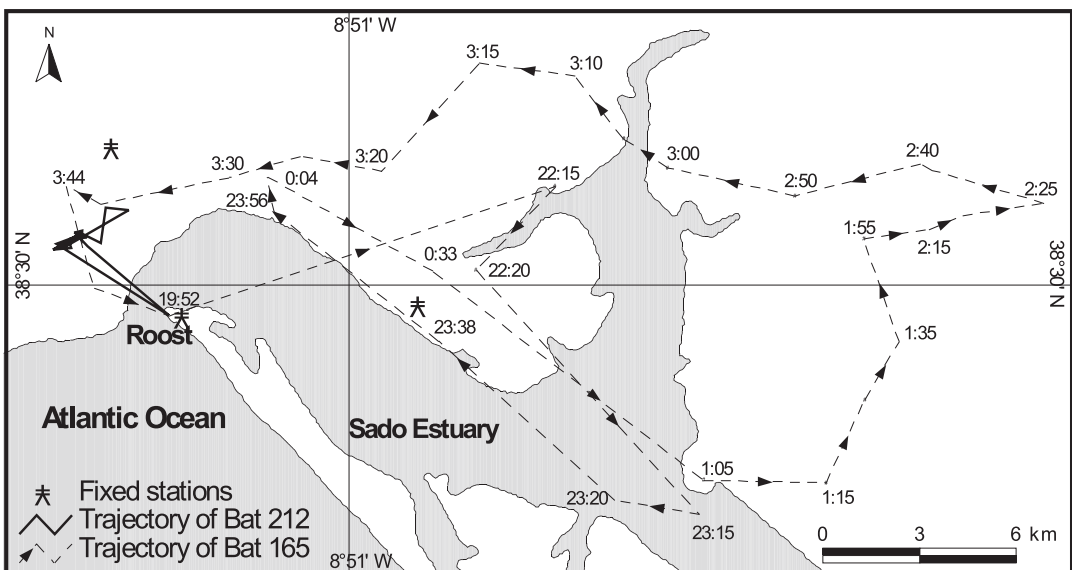 8°51' W
N
3:15
3:10
3:44
3:30
0:04
3:20
22:15
3:00
2:50
2:40
2:25
23:56
0:33
22:20
1:55
2:15
38°30' N
38°30' N
19:52
Roost
23:38
1:35
Atlantic Ocean
Sado Estuary
1:05
1:15
23:20
23:15
Fixed stations
Trajectory of Bat 212
Trajectory of Bat 165
8°51' W
0 3 6 km